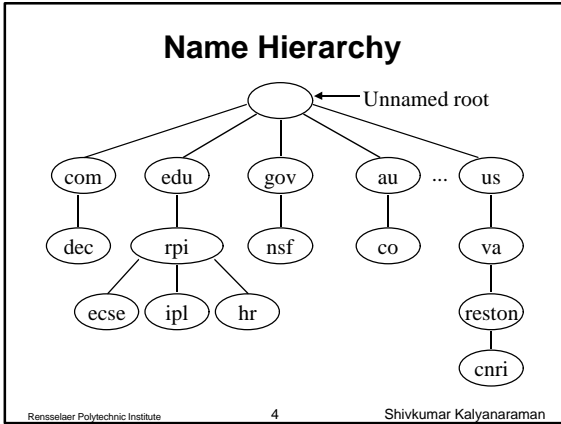 Name Hierarchy
Unnamed root
com edu gov au ... us
dec rpi nsf co va
ecse ipl hr reston
cnri
Rensselaer Polytechnic Institute 4 Shivkumar Kalyanaraman